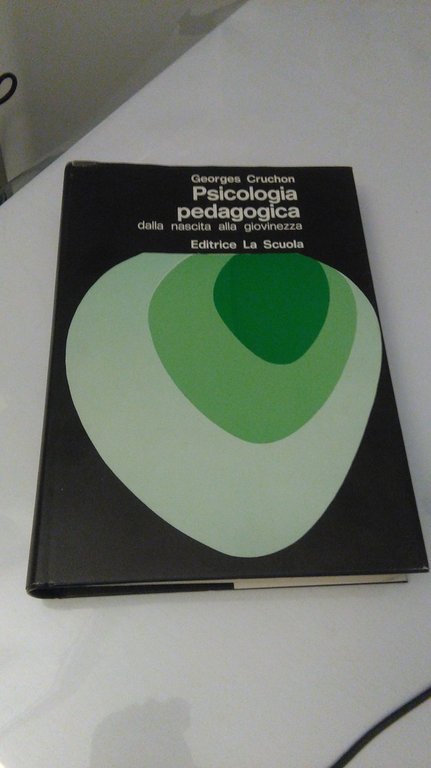 Georges Cruchon
Psicologia
pedagogica
dalla nascita alla giovinezza
Editrice La Scuola